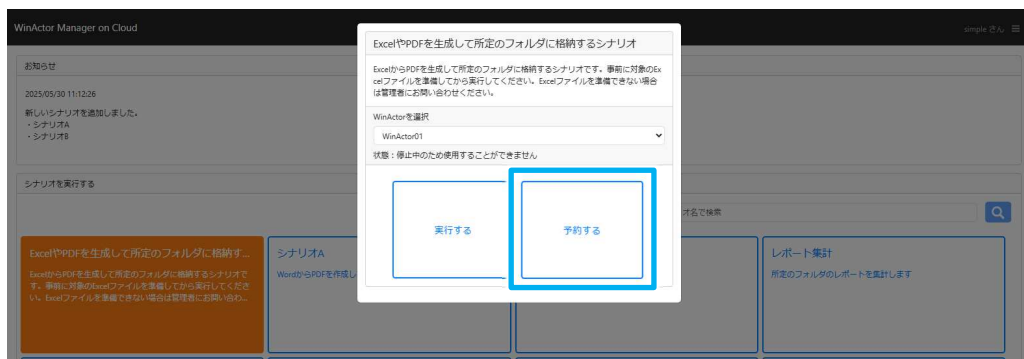 WinActor Manager on Cloud
simple さん
お知らせ
2025/05/30 11:12:26
新しいシナリオを追加しました。
・シナリオA
・シナリオB
ExcelやPDFを生成して所定のフォルダに格納するシナリオ
ExcelからPDFを生成して所定のフォルダに格納するシナリオです。事前に対象のEx
celファイルを準備してから実行してください。Excelファイルを準備できない場合
は管理者にお問い合わせください。
WinActorを選択
WinActor01
状態：停止中のため使用することができません
実行する
予約する
シナリオを実行する
オ名で検索
ExcelやPDFを生成して所定のフォルダに格納す...
ExcelからPDFを生成して所定のフォルダに格納するシナリオで
す。事前に対象のExcelファイルを準備してから実行してくださ
い。Excelファイルを準備できない場合は管理者にお問い合わ...
シナリオA
WordからPDFを作成し
レポート集計
所定のフォルダのレポートを集計します